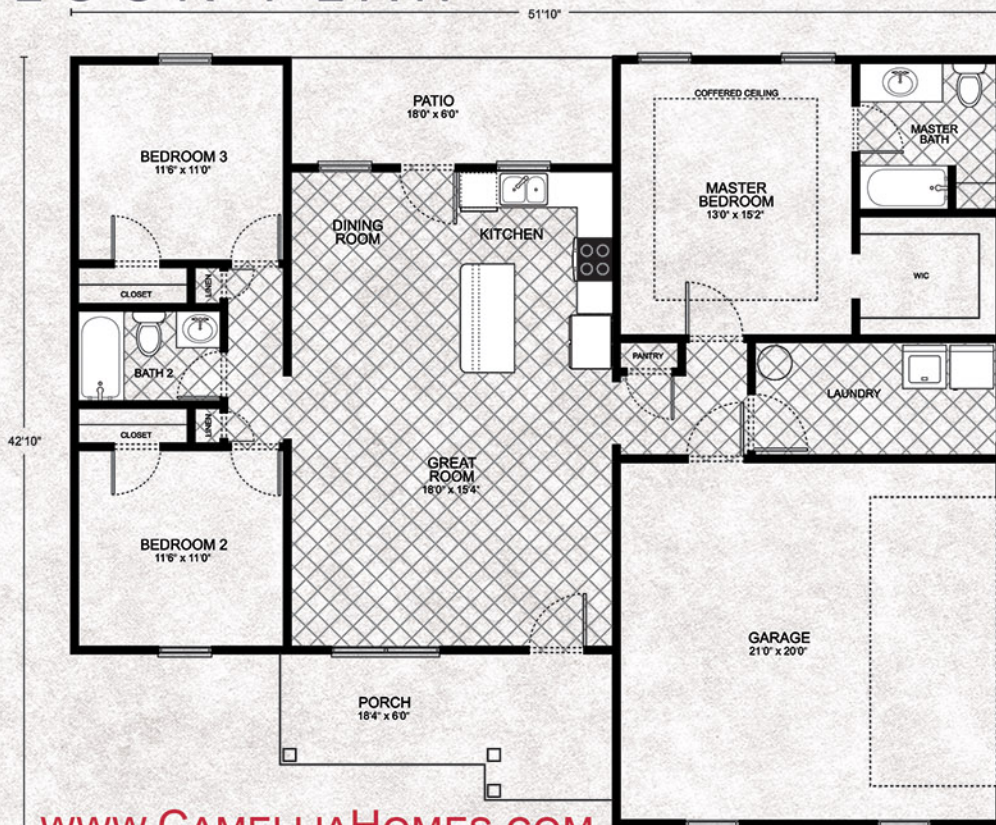 51'10"
PATIO
18'0" x 6'0"
COFFERED CEILING
MASTER
BATH
BEDROOM 3
11'6" x 11'0"
MASTER
BEDROOM
13'0" x 15'2"
DINING
ROOM
KITCHEN
WIC
CLOSET
LINEN
PANTRY
BATH 2
LAUNDRY
CLOSET
LINEN
42'10"
GREAT
ROOM
18'0" x 15'4"
BEDROOM 2
11'6" x 11'0"
GARAGE
21'0" x 20'0"
PORCH
18'4" x 6'0"
www.CamelliaHomes.com